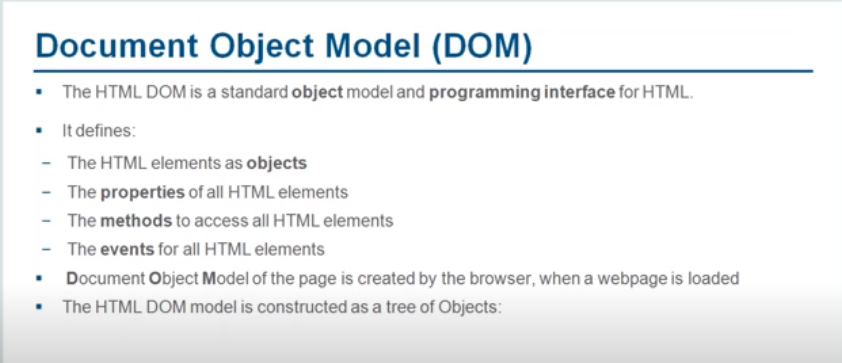 Document Object Model (DOM)
▪ The HTML DOM is a standard object model and programming interface for HTML.
▪ It defines:
– The HTML elements as objects
– The properties of all HTML elements
– The methods to access all HTML elements
– The events for all HTML elements
▪ Document Object Model of the page is created by the browser, when a webpage is loaded
▪ The HTML DOM model is constructed as a tree of Objects: